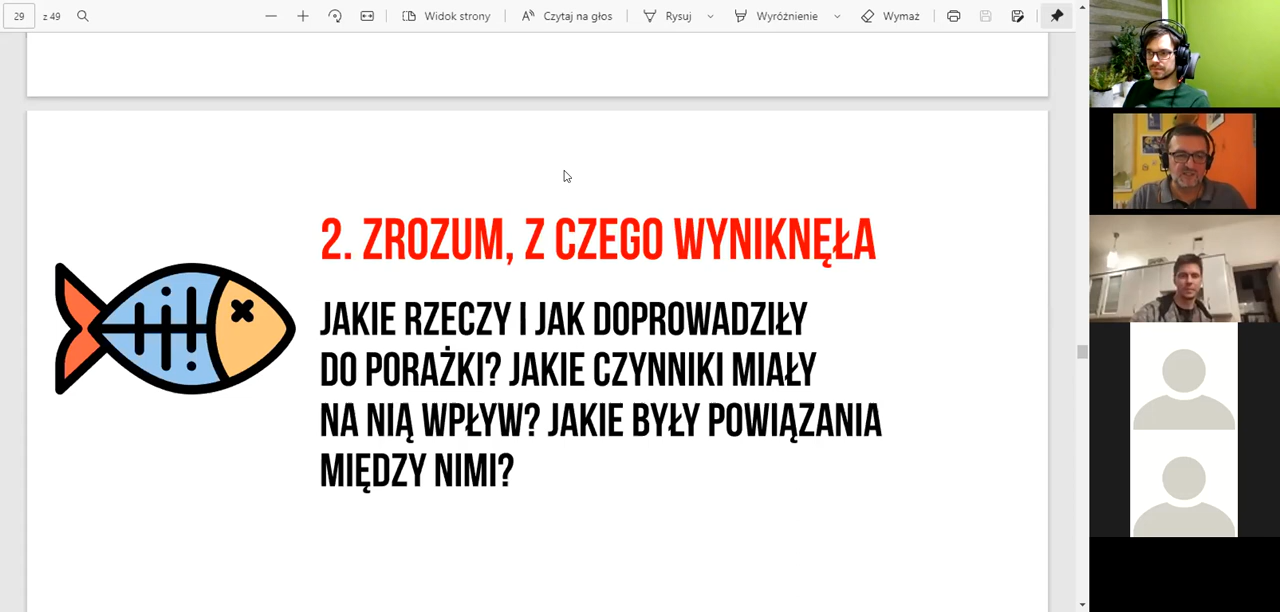 29 z 49 Widok strony Czytaj na głos Rysuj Wyróżnienie Wymaż
2. ZROZUM, Z CZEGO WYNIKNĘŁA
JAKIE RZECZY I JAK DOPROWADZIŁY
DO PORAŻKI? JAKIE CZYNNIKI MIAŁY
NA NIĄ WPŁYW? JAKIE BYŁY POWIĄZANIA
MIĘDZY NIMI?